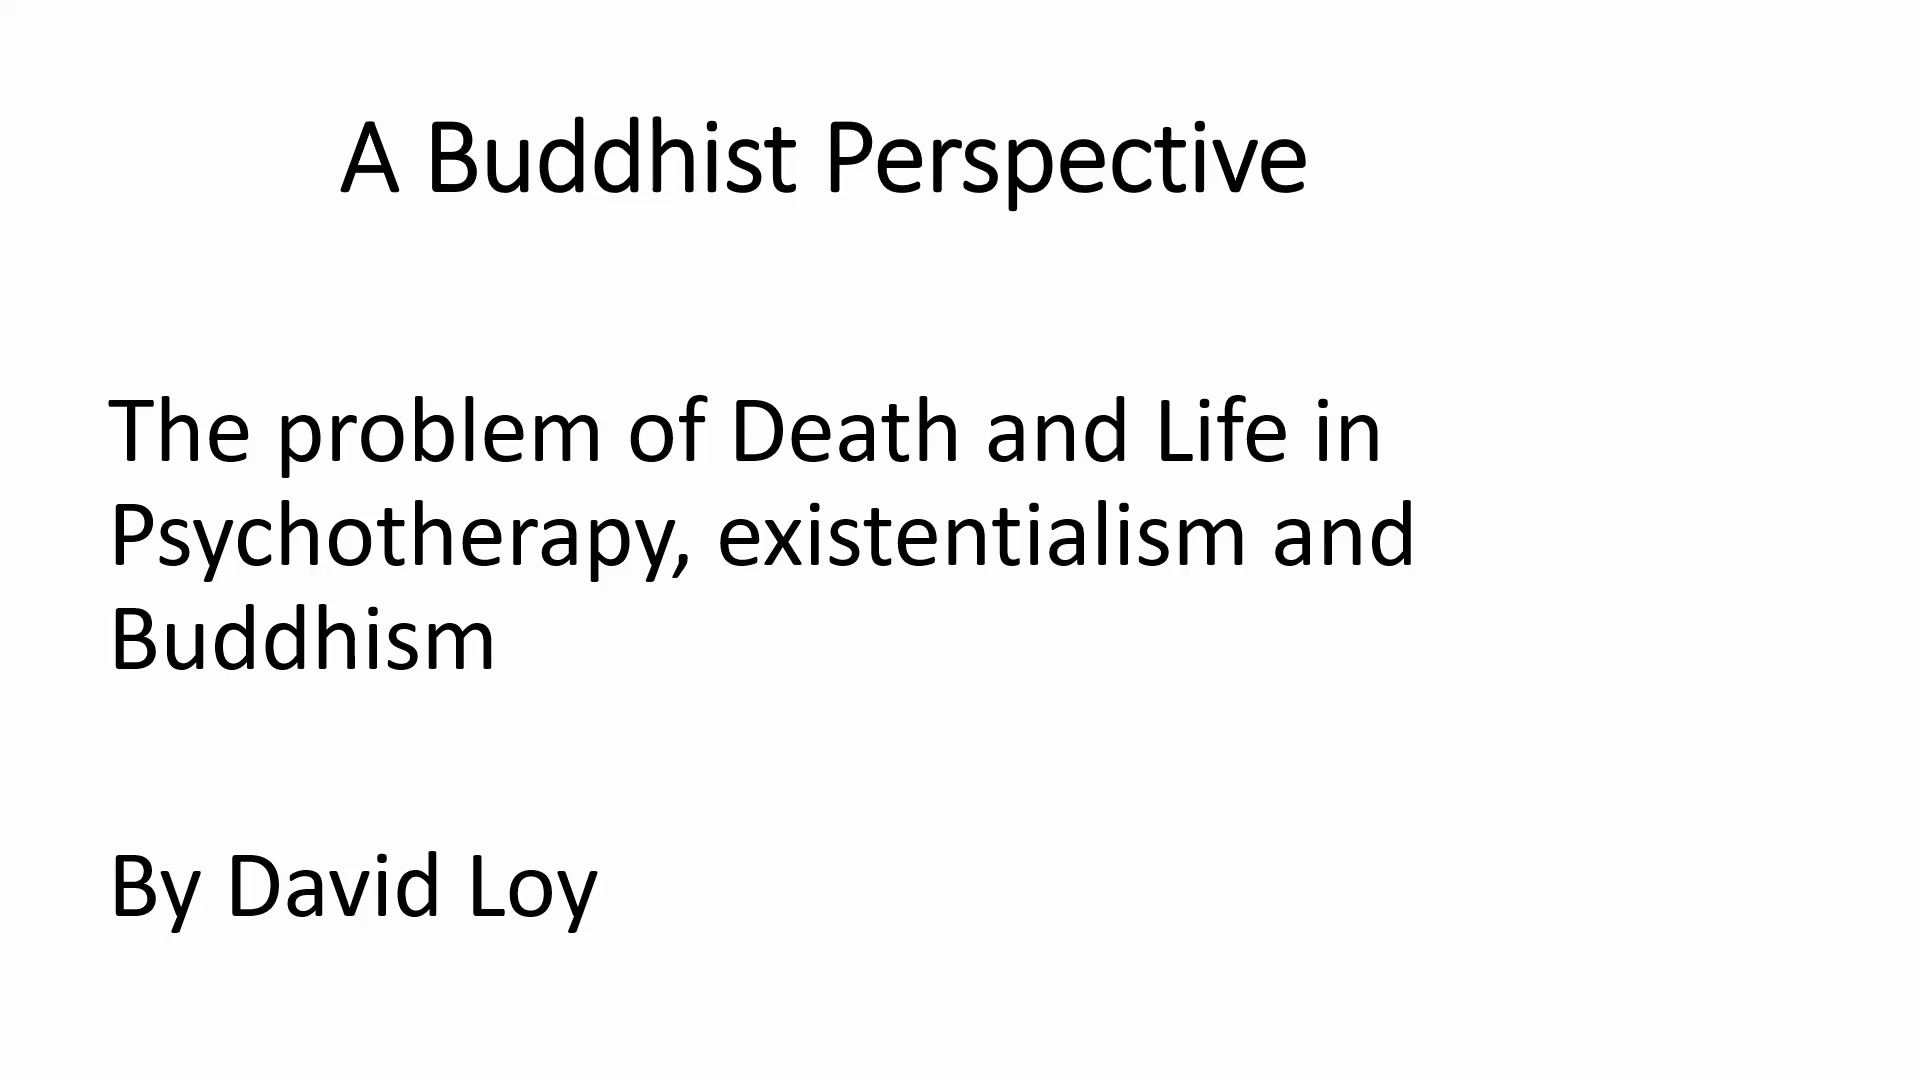 A Buddhist Perspective
The problem of Death and Life in
Psychotherapy, existentialism and
Buddhism
By David Loy